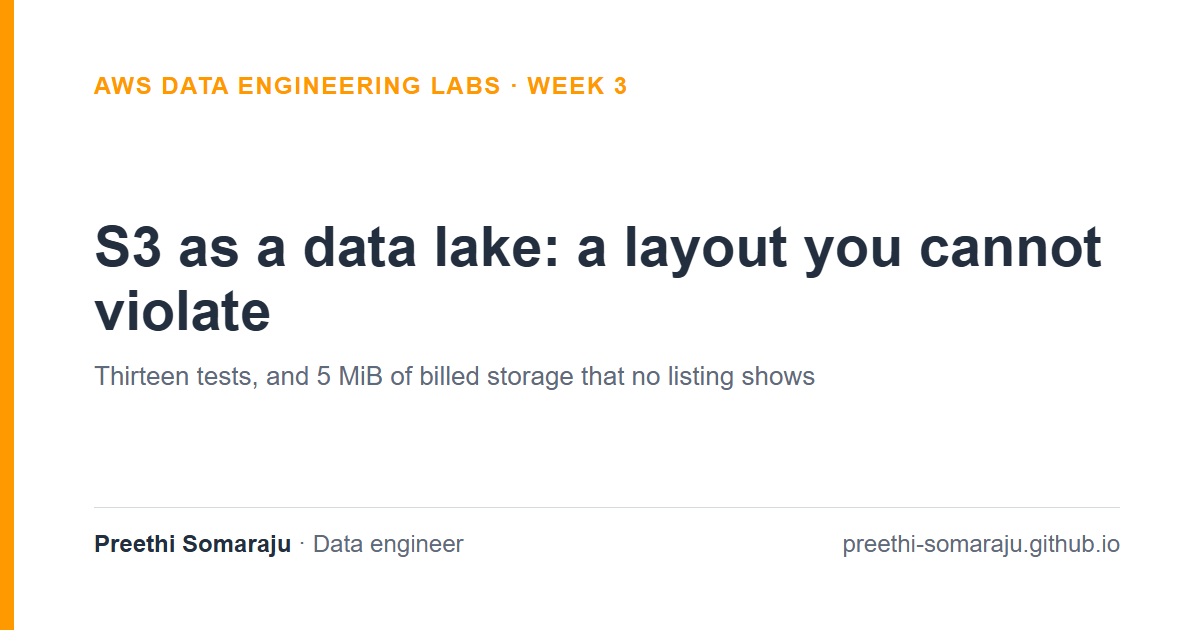 AWS DATA ENGINEERING LABS · WEEK 3
S3 as a data lake: a layout you cannot
violate
Thirteen tests, and 5 MiB of billed storage that no listing shows
Preethi Somaraju · Data engineer
preethi-somaraju.github.io